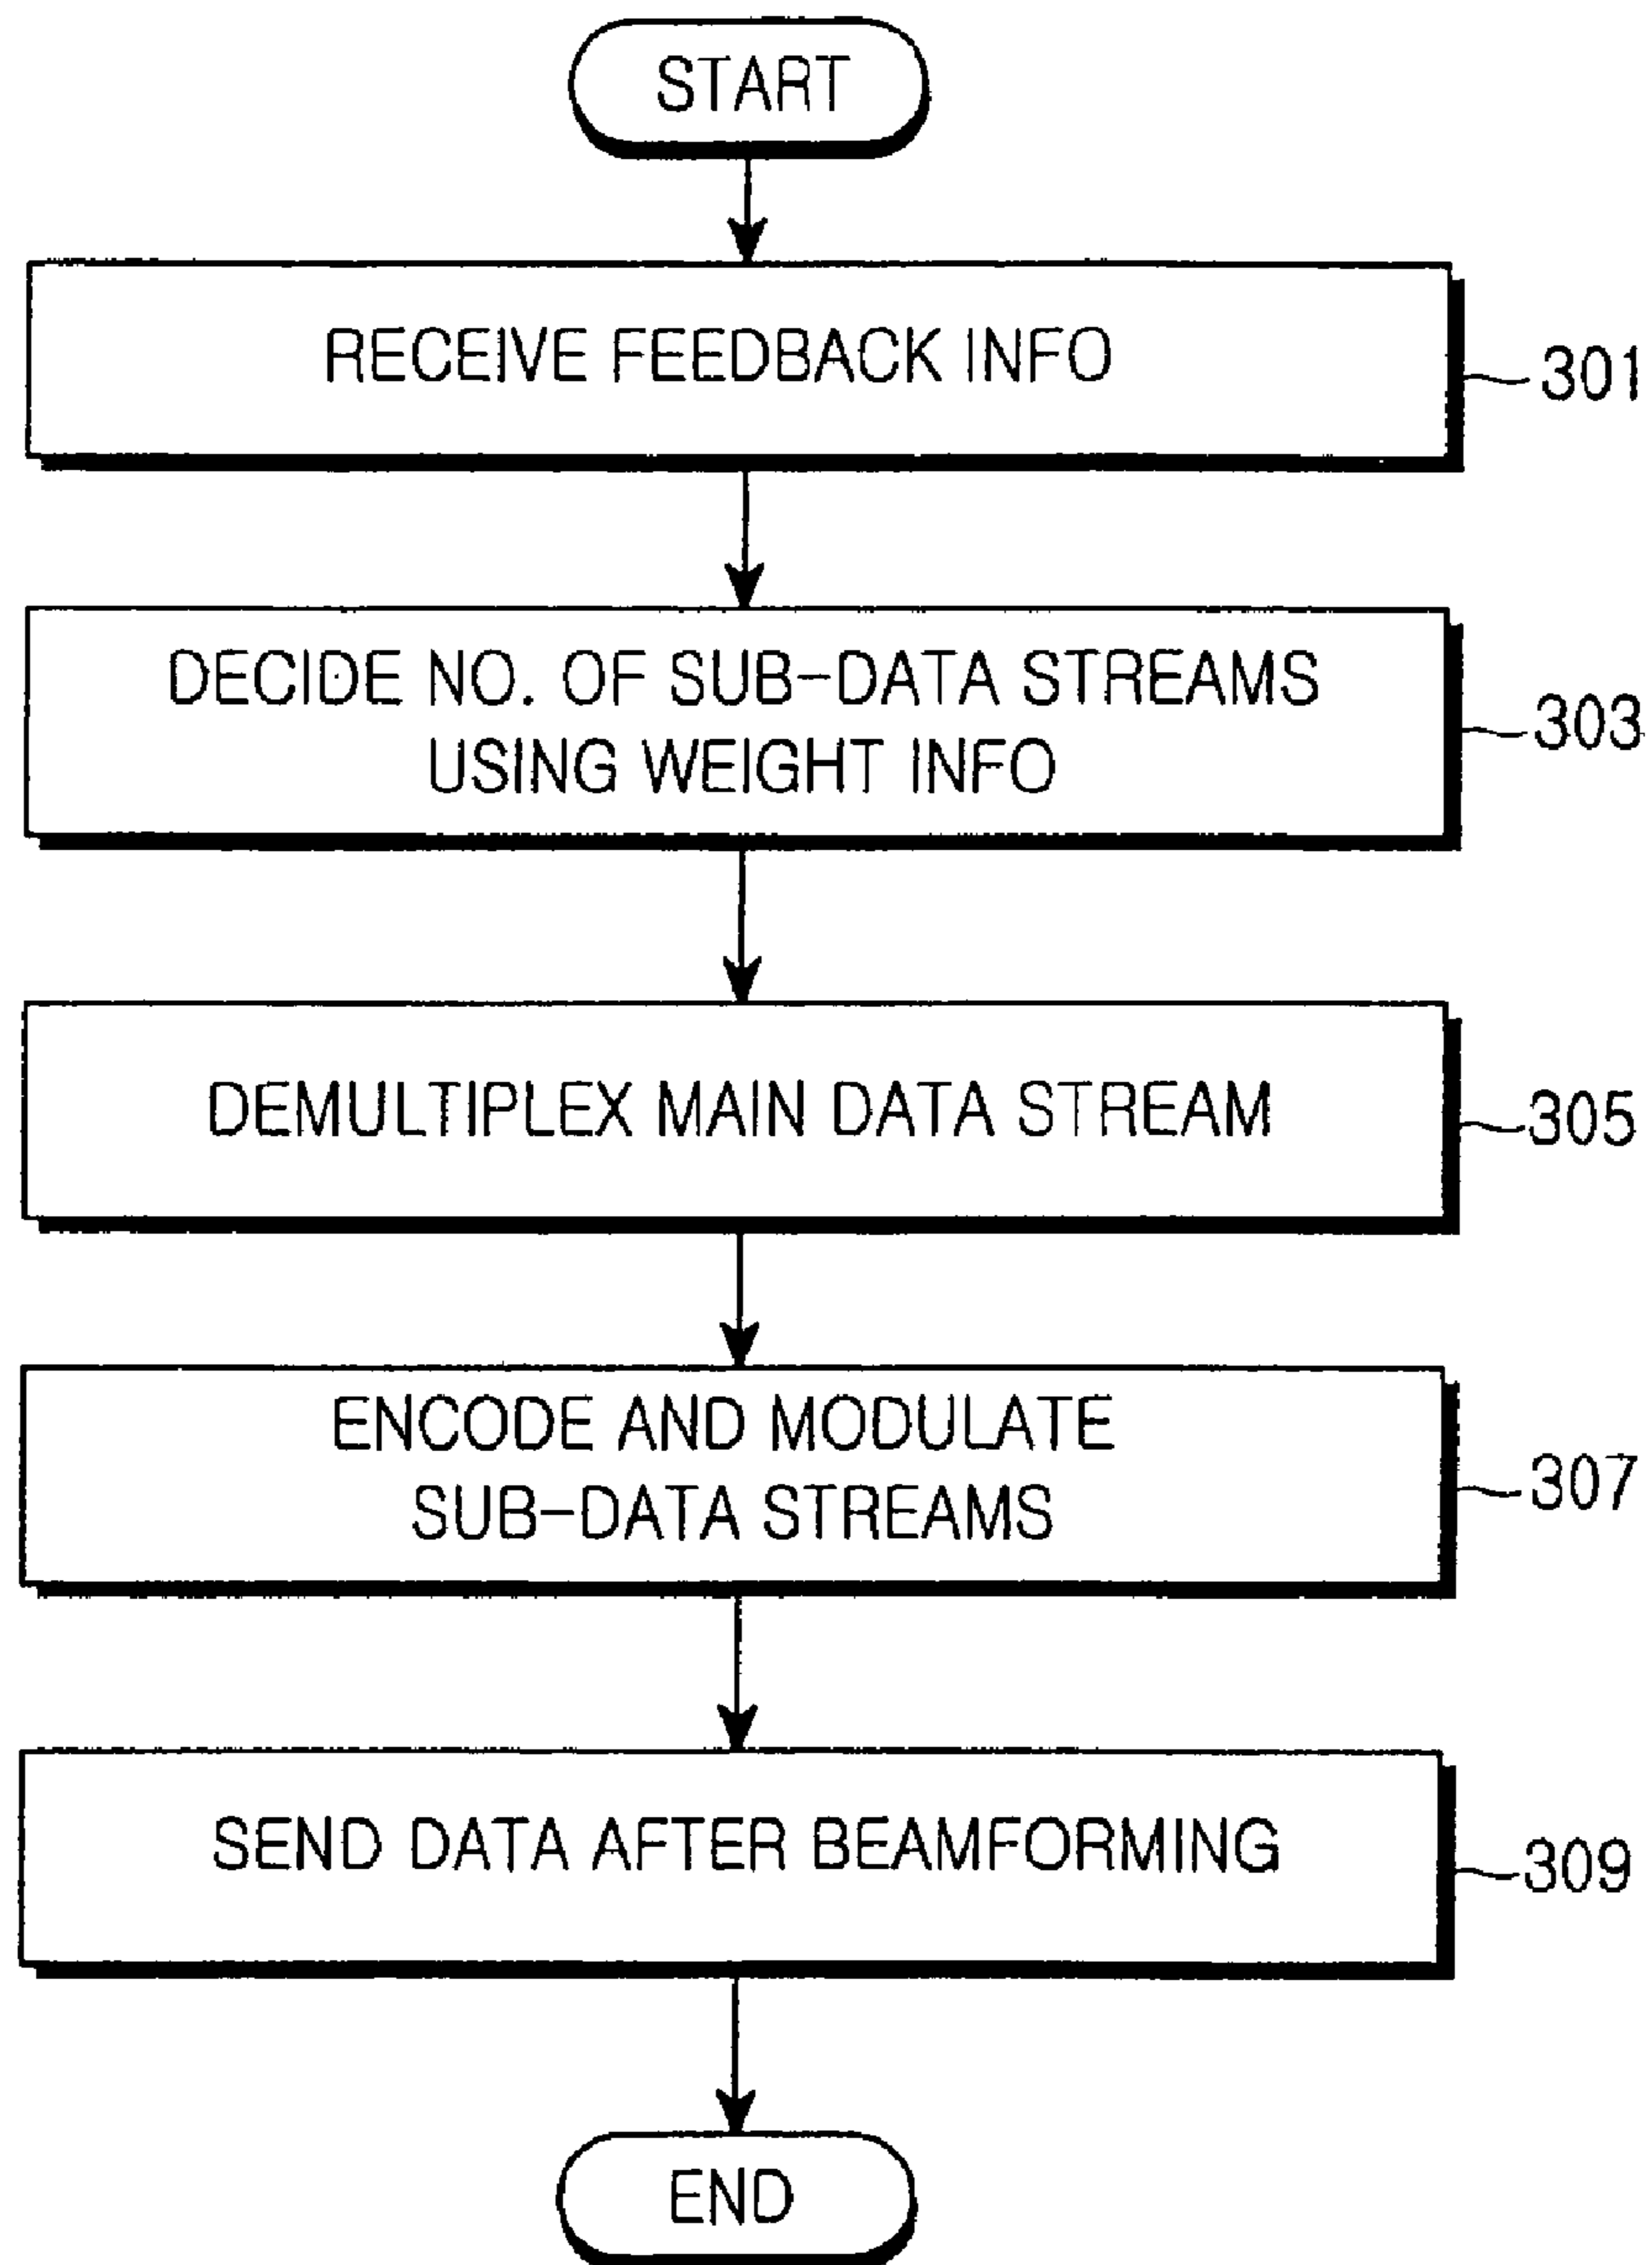 START
RECEIVE FEEDBACK INFO
301
DECIDE NO. OF SUB-DATA STREAMS
USING WEIGHT INFO
303
DEMULTIPLEX MAIN DATA STREAM
305
ENCODE AND MODULATE
SUB-DATA STREAMS
307
SEND DATA AFTER BEAMFORMING
309
END